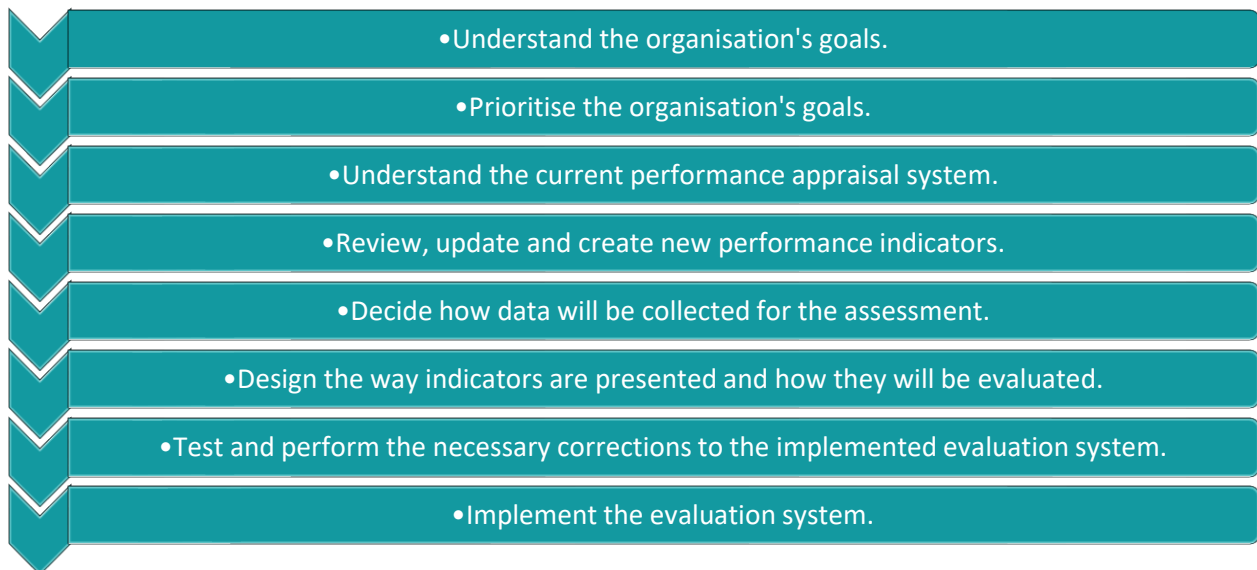 •Understand the organisation's goals.
•Prioritise the organisation's goals.
•Understand the current performance appraisal system.
•Review, update and create new performance indicators.
•Decide how data will be collected for the assessment.
•Design the way indicators are presented and how they will be evaluated.
•Test and perform the necessary corrections to the implemented evaluation system.
•Implement the evaluation system.